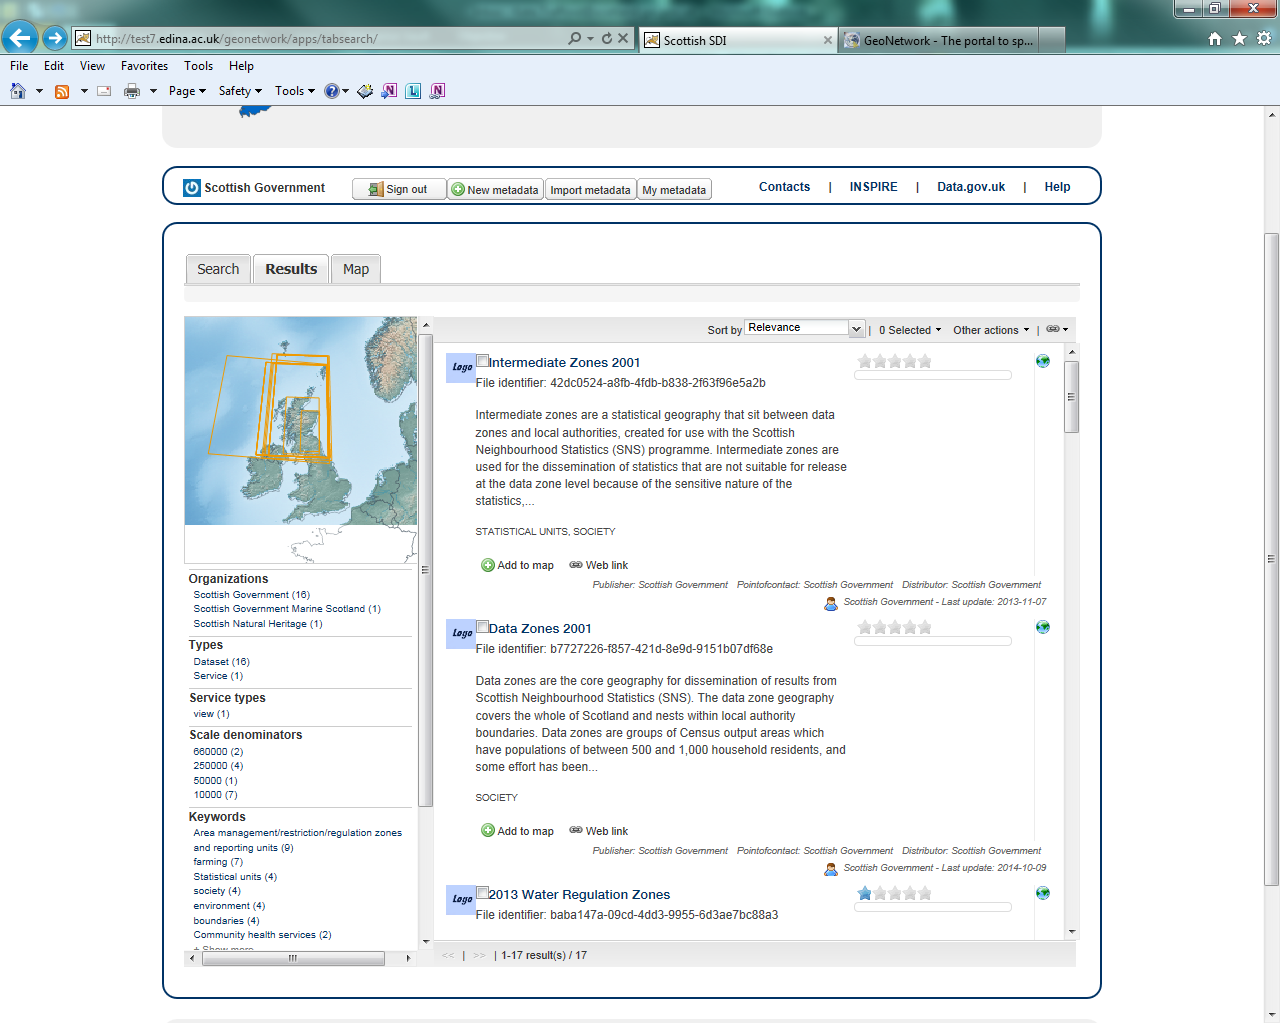 http://test7.edina.ac.uk/geonetwork/apps/tabsearch/
Scottish SDI
GeoNetwork - The portal to sp...
File Edit View Favorites Tools Help
Page Safety Tools
Scottish Government
Sign out New metadata Import metadata My metadata
Contacts | INSPIRE | Data.gov.uk | Help
Search Results Map
Sort by Relevance | 0 Selected Other actions |
Logo
Intermediate Zones 2001
File identifier: 42dc0524-a8fb-4fdb-b838-2f63f96e5a2b
Intermediate zones are a statistical geography that sit between data
zones and local authorities, created for use with the Scottish
Neighbourhood Statistics (SNS) programme. Intermediate zones are
used for the dissemination of statistics that are not suitable for release
at the data zone level because of the sensitive nature of the
statistics,...
STATISTICAL UNITS, SOCIETY
Add to map Web link
Publisher: Scottish Government Pointofcontact: Scottish Government Distributor: Scottish Government
Scottish Government - Last update: 2013-11-07
Logo
Data Zones 2001
File identifier: b7727226-f857-421d-8e9d-9151b07df68e
Data zones are the core geography for dissemination of results from
Scottish Neighbourhood Statistics (SNS). The data zone geography
covers the whole of Scotland and nests within local authority
boundaries. Data zones are groups of Census output areas which
have populations of between 500 and 1,000 household residents, and
some effort has been...
SOCIETY
Add to map Web link
Publisher: Scottish Government Pointofcontact: Scottish Government Distributor: Scottish Government
Scottish Government - Last update: 2014-10-09
Logo
2013 Water Regulation Zones
File identifier: baba147a-09cd-4dd3-9955-6d3ae7bc88a3
<< | >> | 1-17 result(s) / 17
Organizations
Scottish Government (16)
Scottish Government Marine Scotland (1)
Scottish Natural Heritage (1)
Types
Dataset (16)
Service (1)
Service types
view (1)
Scale denominators
660000 (2)
250000 (4)
50000 (1)
10000 (7)
Keywords
Area management/restriction/regulation zones
and reporting units (9)
farming (7)
Statistical units (4)
society (4)
environment (4)
boundaries (4)
Community health services (2)
+ Show more